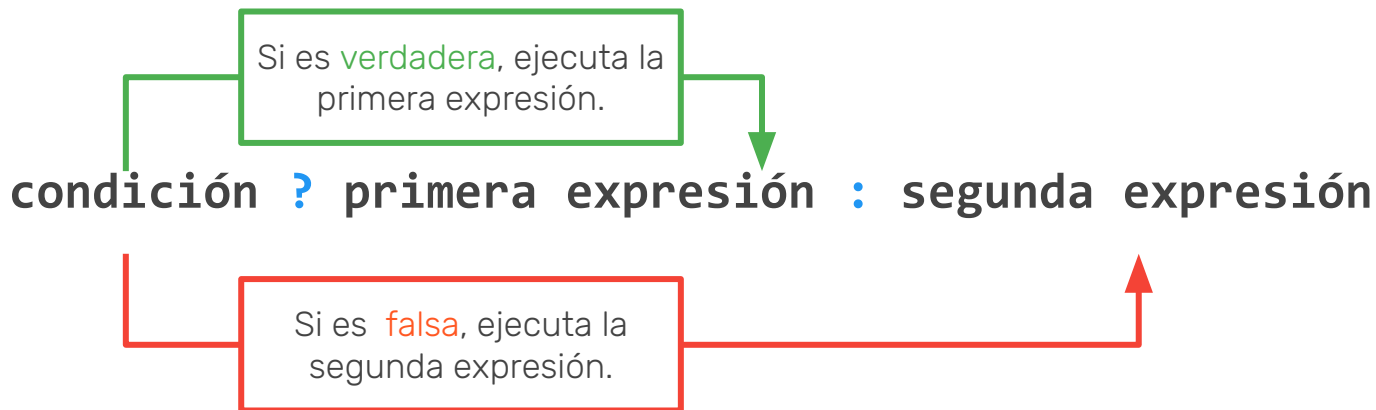 Si es verdadera, ejecuta la
primera expresión.
condición ? primera expresión : segunda expresión
Si es falsa, ejecuta la
segunda expresión.